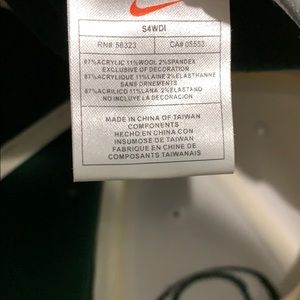 S4WDI
RN# 56323 CA# 05553
87%ACRYLIC 11%WOOL 2%SPANDEX
EXCLUSIVE OF DECORATION
87%ACRYLIQUE 11%LAINE 2%ELASTHANNE
SANS ORNEMENTS
87%ACRILICO 11%LANA 2%ELASTANO
NO INCLUYE LA DECORACION
MADE IN CHINA OF TAIWAN
COMPONENTS
HECHO EN CHINA CON
INSUMOSE DE TAIWAN
FABRIQUE EN CHINE DE
COMPOSANTS TAIWANAIS